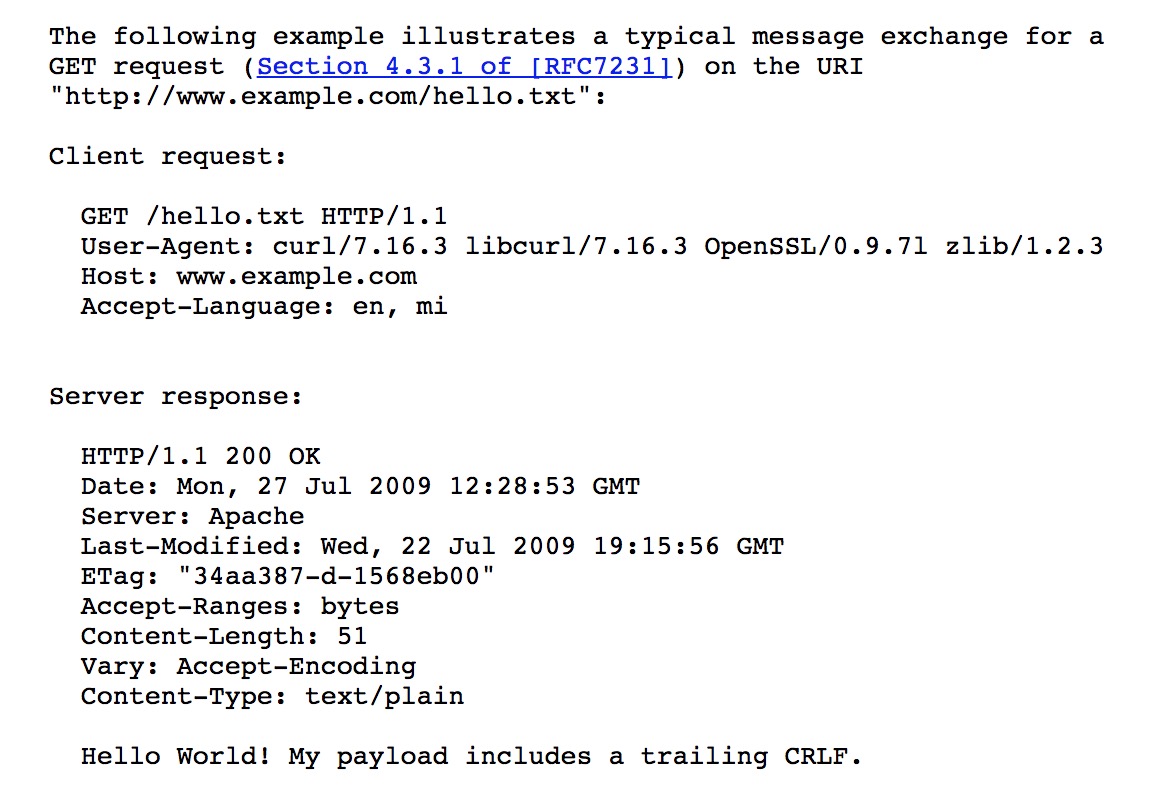 The following example illustrates a typical message exchange for a
GET request (Section 4.3.1 of [RFC7231]) on the URI
"http://www.example.com/hello.txt":
Client request:
GET /hello.txt HTTP/1.1
User-Agent: curl/7.16.3 libcurl/7.16.3 OpenSSL/0.9.7l zlib/1.2.3
Host: www.example.com
Accept-Language: en, mi
Server response:
HTTP/1.1 200 OK
Date: Mon, 27 Jul 2009 12:28:53 GMT
Server: Apache
Last-Modified: Wed, 22 Jul 2009 19:15:56 GMT
ETag: "34aa387-d-1568eb00"
Accept-Ranges: bytes
Content-Length: 51
Vary: Accept-Encoding
Content-Type: text/plain
Hello World! My payload includes a trailing CRLF.